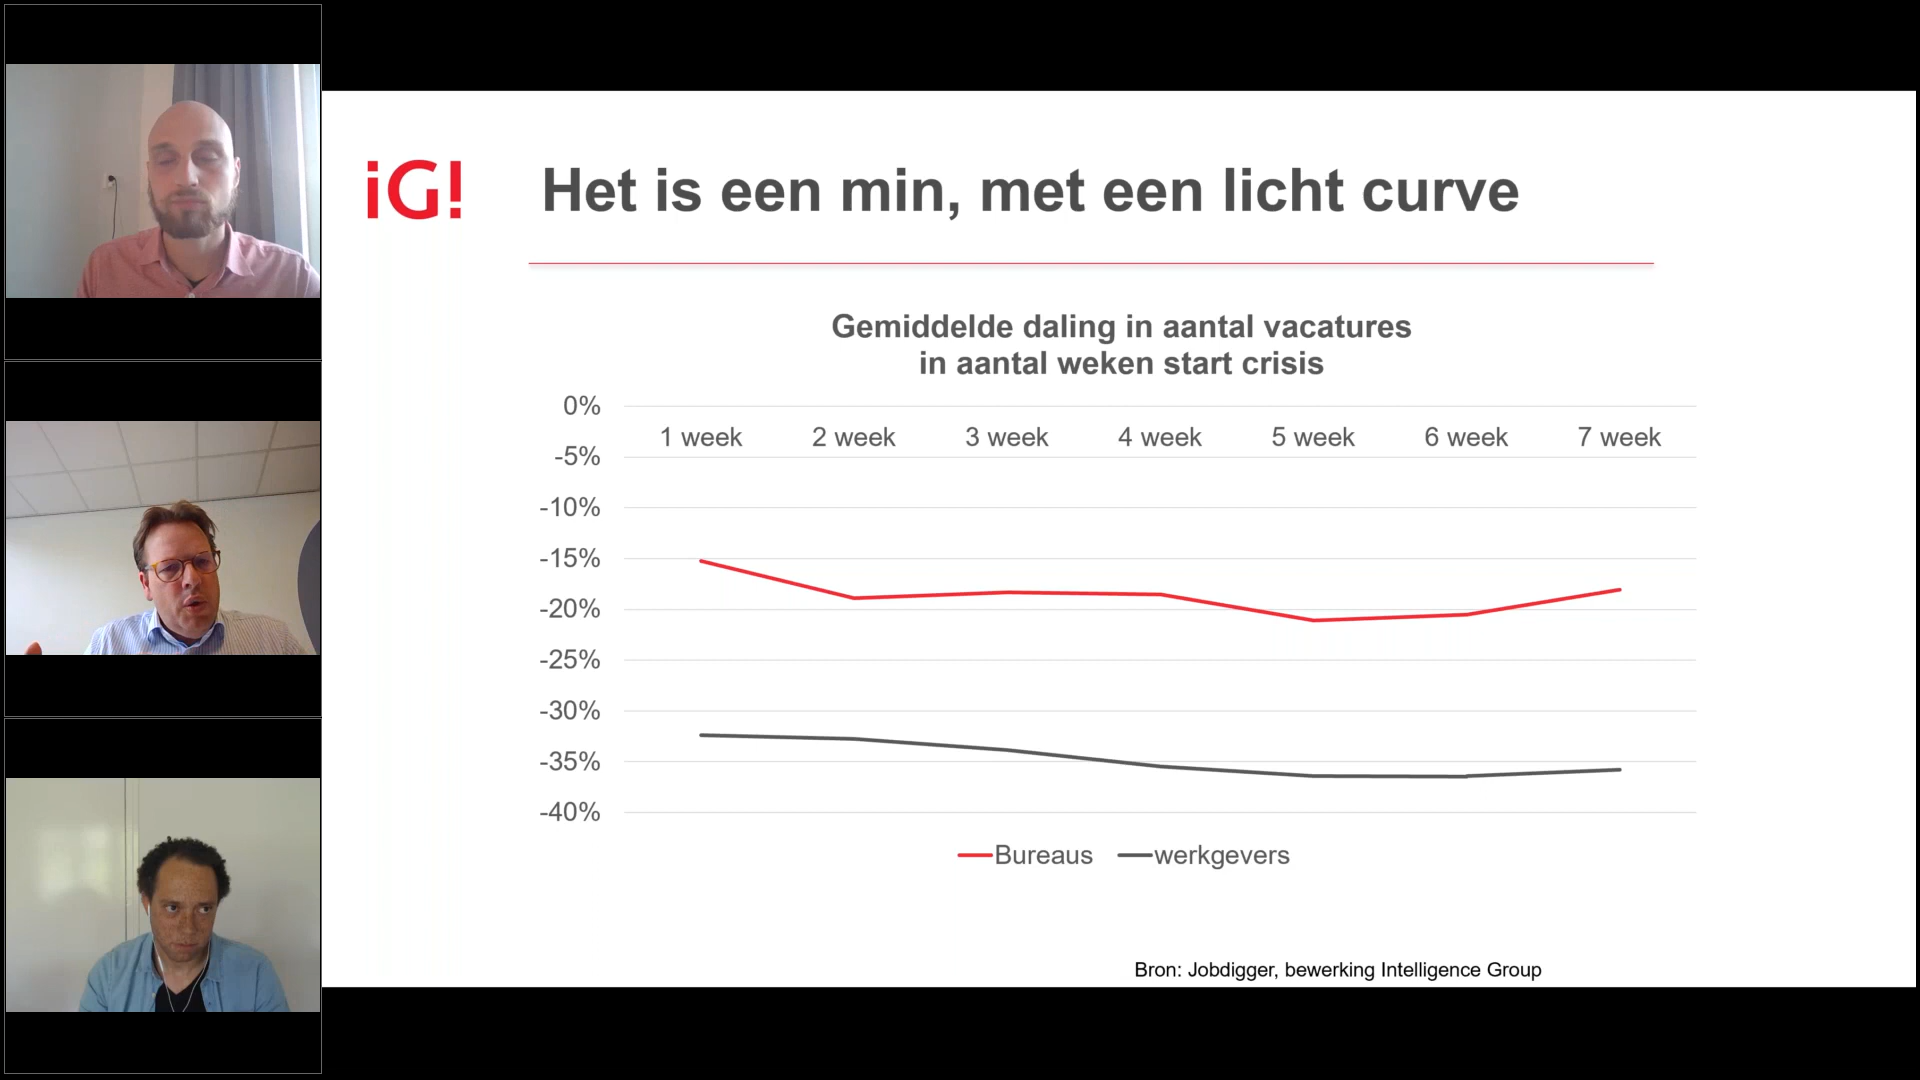 iG!
Het is een min, met een licht curve
Gemiddelde daling in aantal vacatures
in aantal weken start crisis
0%
1 week 2 week 3 week 4 week 5 week 6 week 7 week
-5%
-10%
-15%
-20%
-25%
-30%
-35%
-40%
Bureaus werkgevers
Bron: Jobdigger, bewerking Intelligence Group